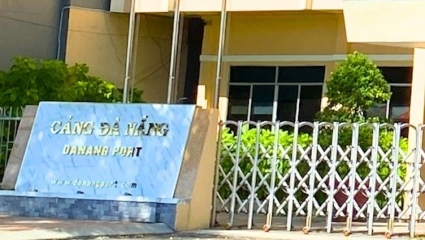 CẢNG ĐÀ NẴNG
DANANG PORT
www.danangport.com